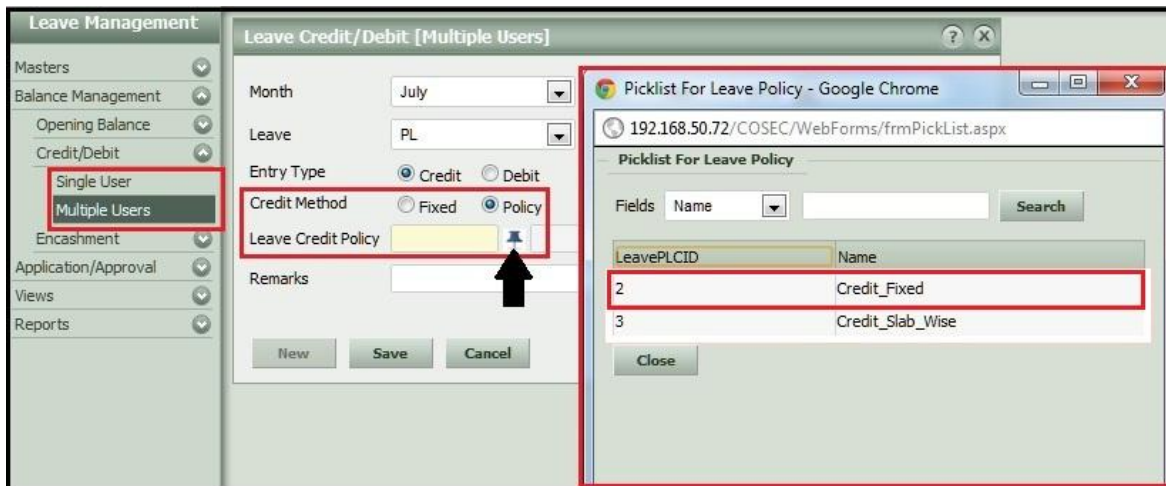 Leave Management
Masters
Balance Management
Opening Balance
Credit/Debit
Single User
Multiple Users
Encashment
Application/Approval
Views
Reports
Leave Credit/Debit [Multiple Users]
?
X
Month July
Leave PL
Entry Type Credit Debit
Credit Method Fixed Policy
Leave Credit Policy
Remarks
New Save Cancel
Picklist For Leave Policy - Google Chrome
192.168.50.72/COSEC/WebForms/frmPickList.aspx
Picklist For Leave Policy
Fields Name Search
LeavePLCID Name
2 Credit_Fixed
3 Credit_Slab_Wise
Close